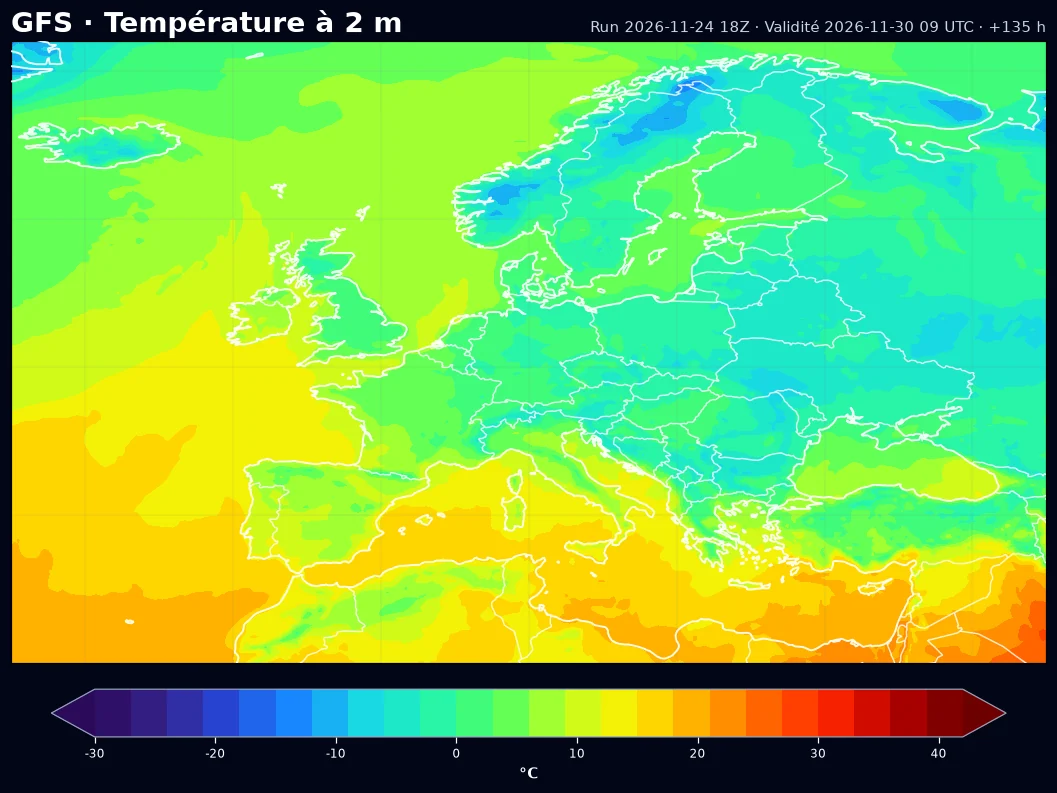 GFS · Température à 2 m
Run 2026-11-24 18Z · Validité 2026-11-30 09 UTC · +135 h
-30 -20 -10 0 10 20 30 40
°C